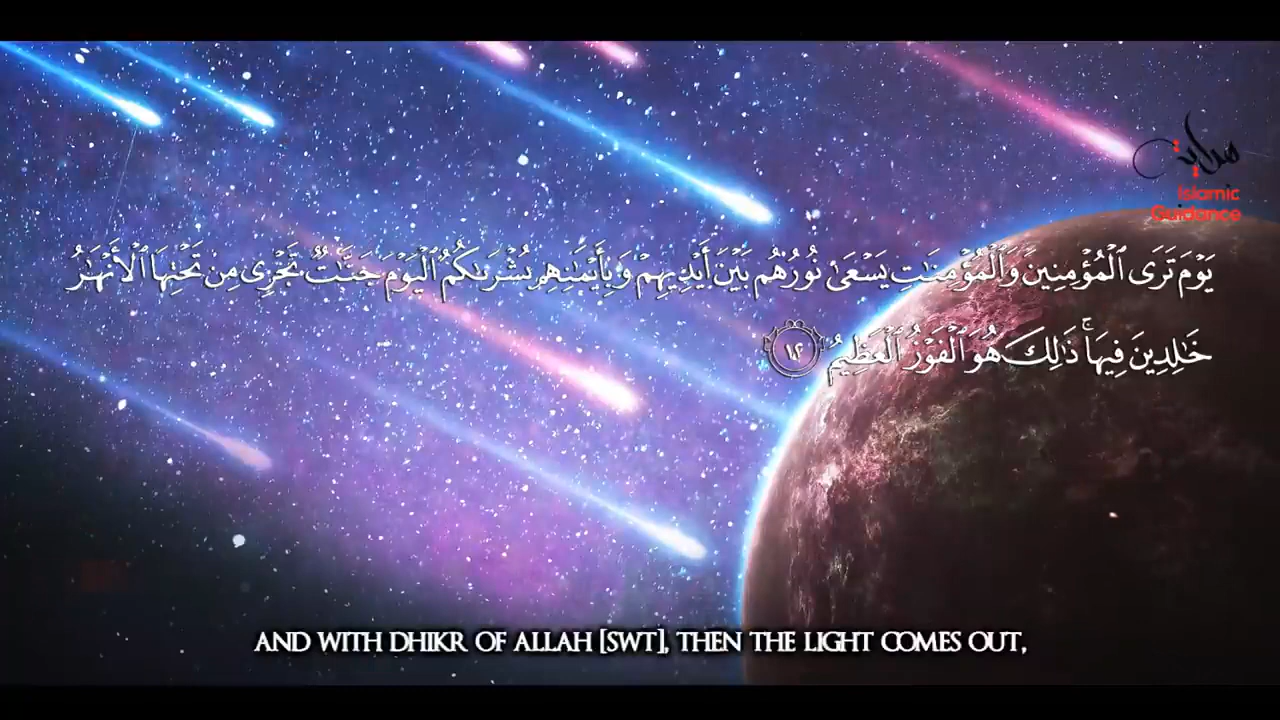 هداية
Islamic
Guidance
يَوْمَ تَرَى ٱلْمُؤْمِنِينَ وَٱلْمُؤْمِنَـٰتِ يَسْعَىٰ نُورُهُم بَيْنَ أَيْدِيهِمْ وَبِأَيْمَـٰنِهِم بُشْرَىٰكُمُ ٱلْيَوْمَ جَنَّـٰتٌ تَجْرِى مِن تَحْتِهَا ٱلْأَنْهَـٰرُ
خَـٰلِدِينَ فِيهَا ۚ ذَٰلِكَ هُوَ ٱلْفَوْزُ ٱلْعَظِيمُ ١٢
AND WITH DHIKR OF ALLAH [SWT], THEN THE LIGHT COMES OUT,